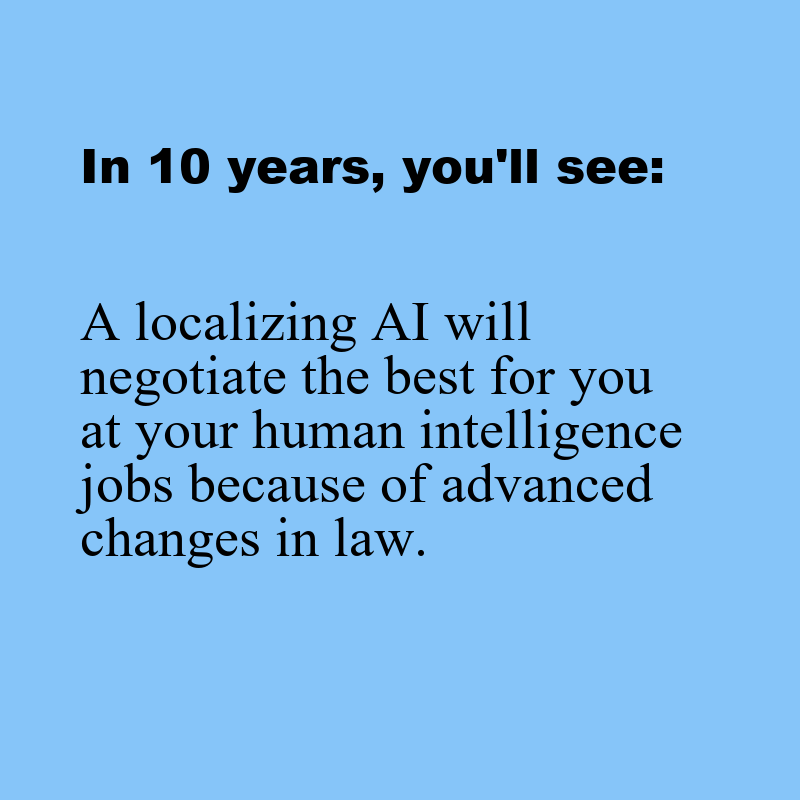 In 10 years, you'll see:
A localizing AI will
negotiate the best for you
at your human intelligence
jobs because of advanced
changes in law.